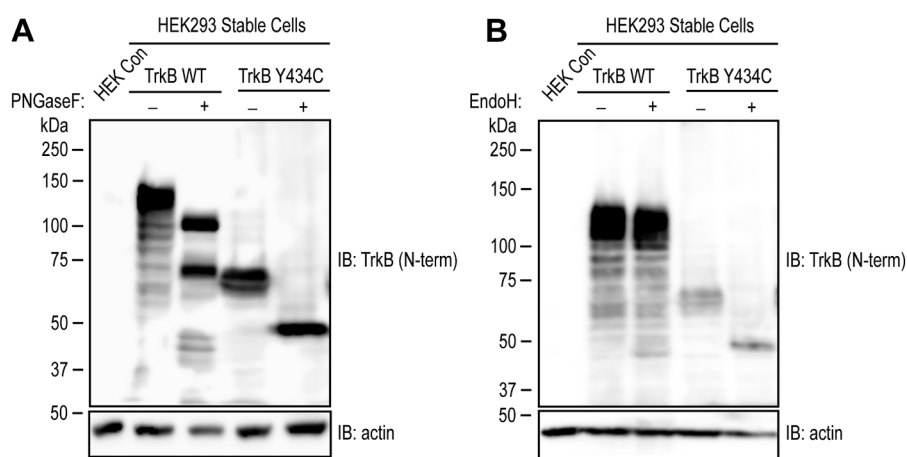 A
HEK293 Stable Cells
HEK Con
TrkB WT
TrkB Y434C
PNGaseF:
– + – +
kDa
250 –
150 –
100 –
75 –
50 –
37 –
IB: TrkB (N-term)
50 –
IB: actin
B
HEK293 Stable Cells
HEK Con
TrkB WT
TrkB Y434C
EndoH:
– + – +
kDa
250 –
150 –
100 –
75 –
50 –
37 –
IB: TrkB (N-term)
50 –
IB: actin